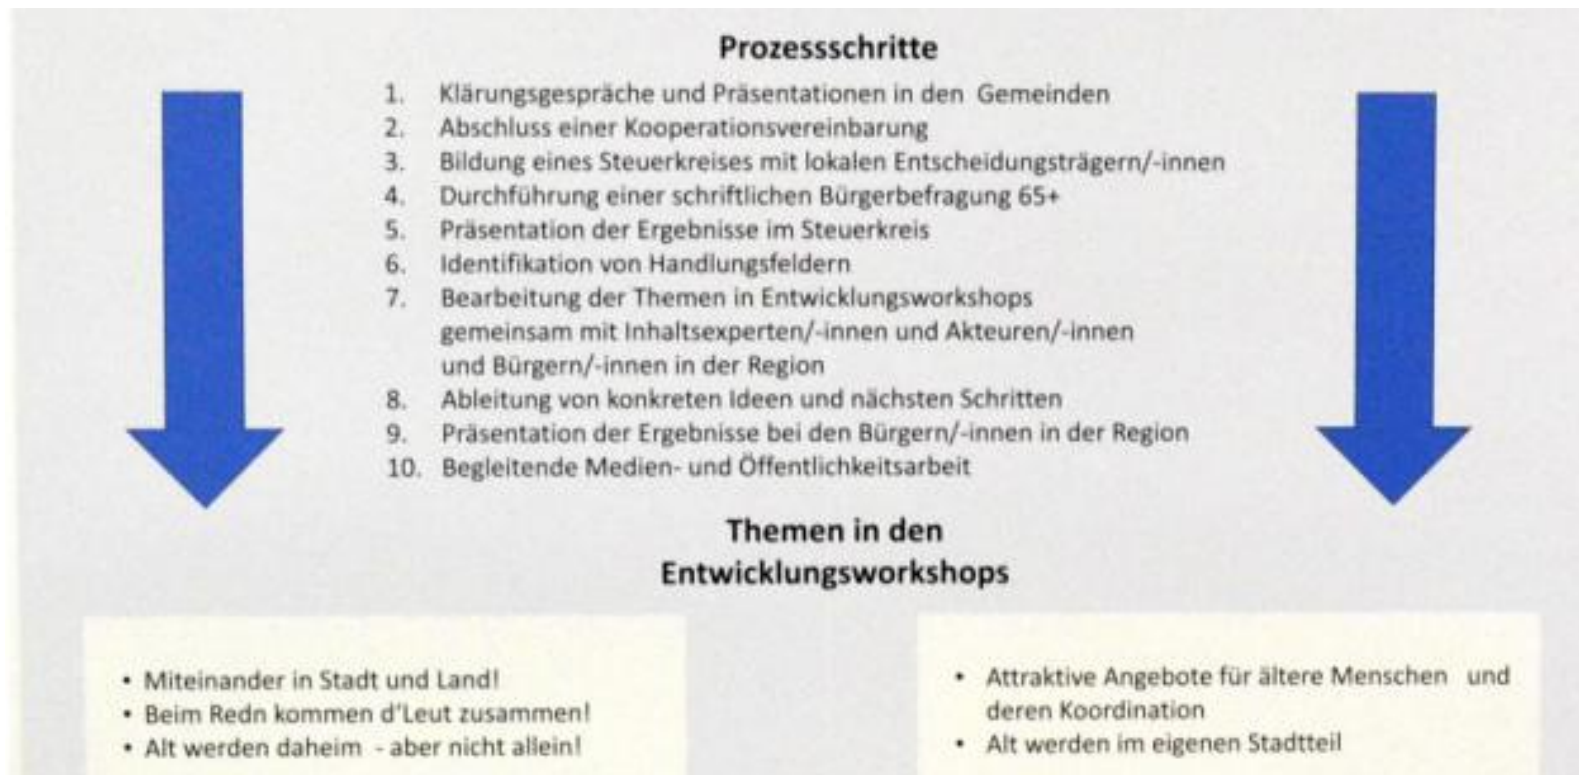 Prozessschritte
1. Klärungsgespräche und Präsentationen in den Gemeinden
2. Abschluss einer Kooperationsvereinbarung
3. Bildung eines Steuerkreises mit lokalen Entscheidungsträgern/-innen
4. Durchführung einer schriftlichen Bürgerbefragung 65+
5. Präsentation der Ergebnisse im Steuerkreis
6. Identifikation von Handlungsfeldern
7. Bearbeitung der Themen in Entwicklungsworkshops
gemeinsam mit Inhaltsexperten/-innen und Akteuren/-innen
und Bürgern/-innen in der Region
8. Ableitung von konkreten Ideen und nächsten Schritten
9. Präsentation der Ergebnisse bei den Bürgern/-innen in der Region
10. Begleitende Medien- und Öffentlichkeitsarbeit
Themen in den
Entwicklungsworkshops
• Miteinander in Stadt und Land!
• Beim Redn kommen d'Leut zusammen!
• Alt werden daheim - aber nicht allein!
• Attraktive Angebote für ältere Menschen und
deren Koordination
• Alt werden im eigenen Stadtteil